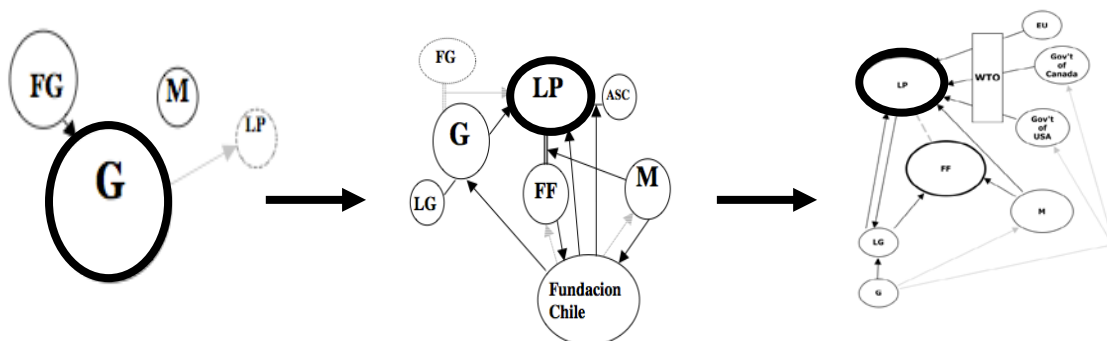 FG
M
LP
G
FG
LP
ASC
G
LG
FF
M
Fundacion
Chile
EU
WTO
Gov't
of
Canada
LP
Gov't
of
USA
FF
M
LG
G